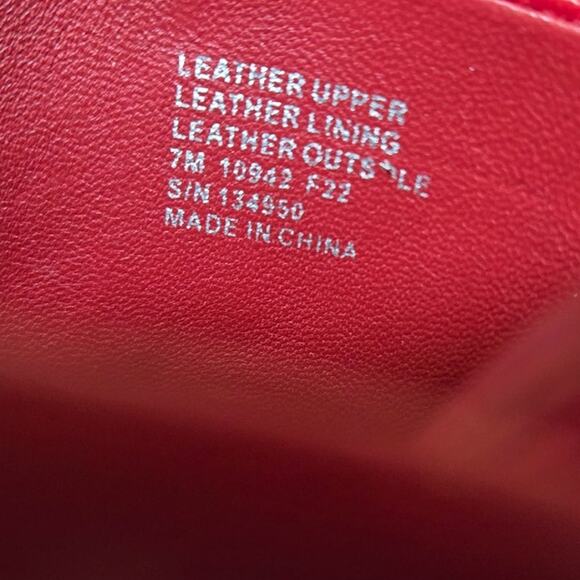 LEATHER UPPER
LEATHER LINING
LEATHER OUTSOLE
7M 10942 F22
S/N 134950
MADE IN CHINA